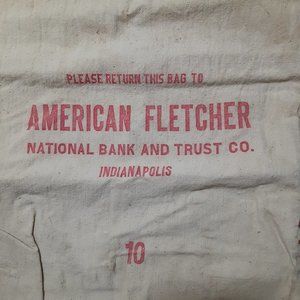 PLEASE RETURN THIS BAG TO
AMERICAN FLETCHER
NATIONAL BANK AND TRUST CO.
INDIANAPOLIS
10